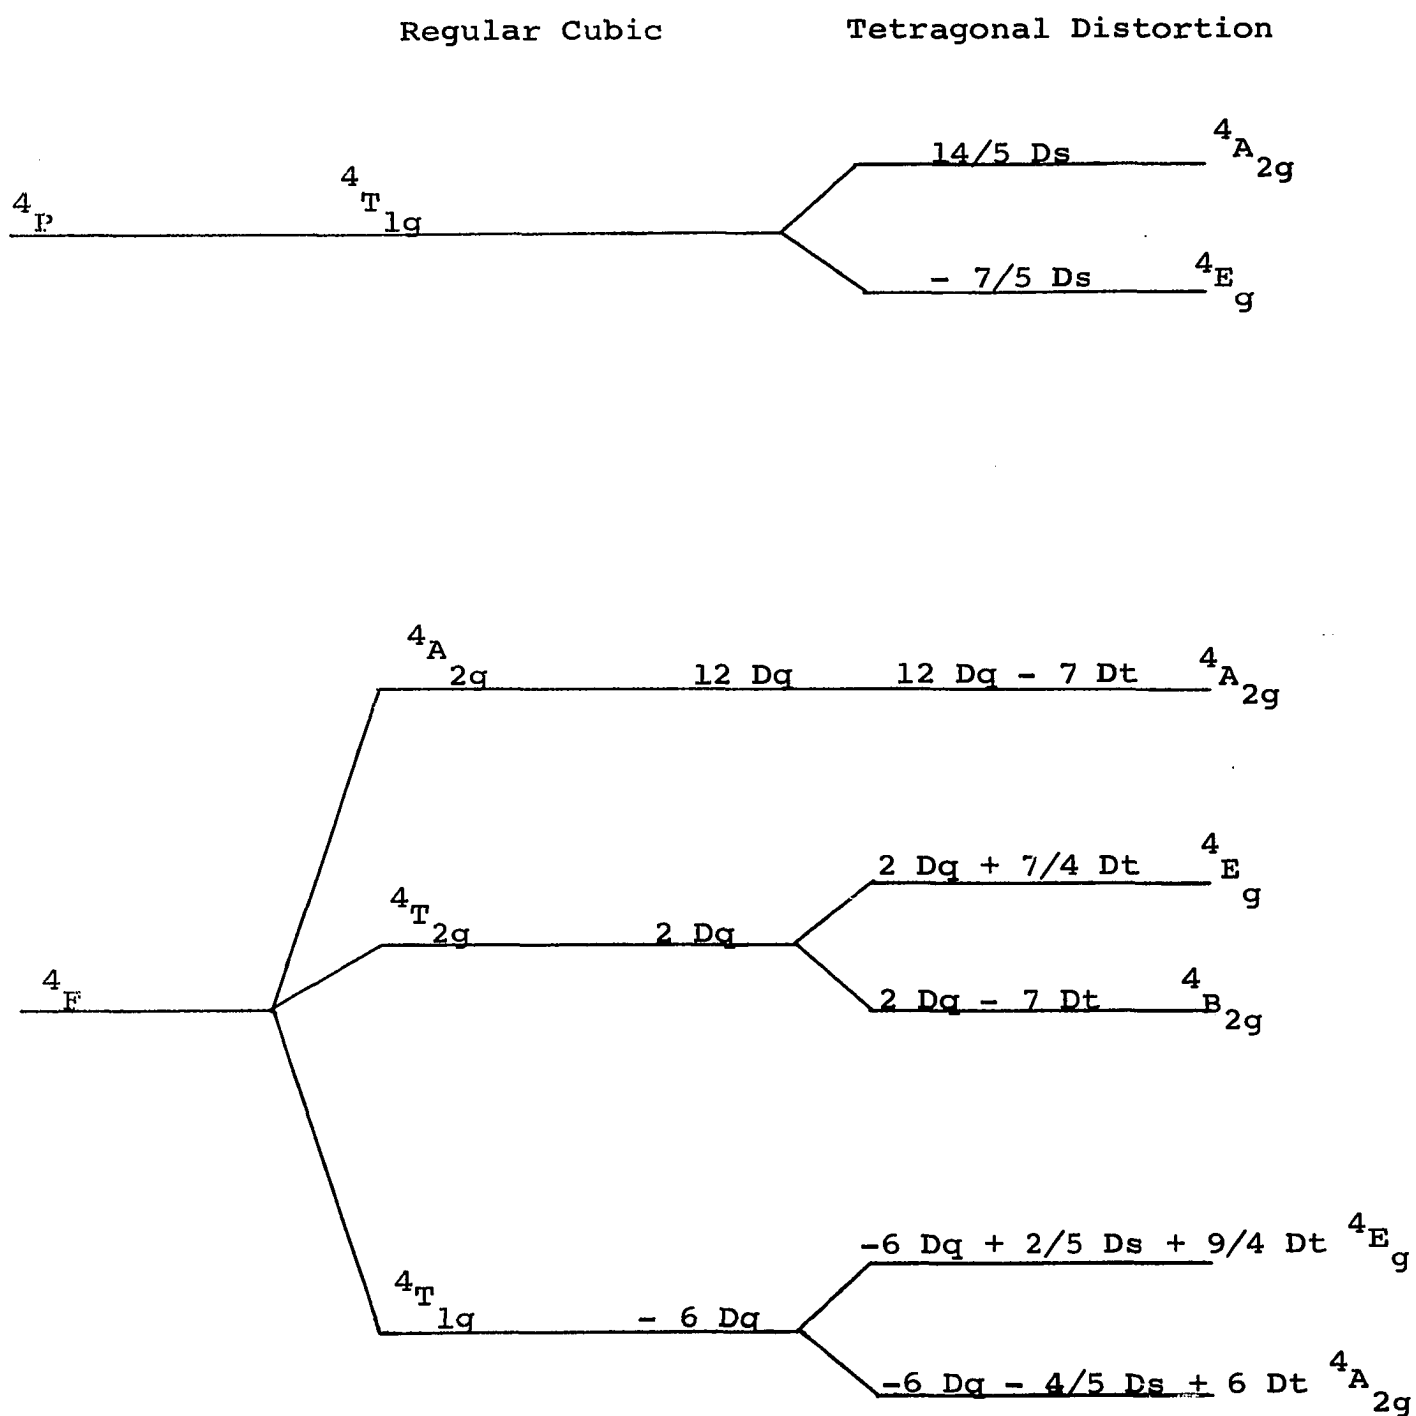 Regular Cubic Tetragonal Distortion
14/5 Ds ⁴A₂g
⁴P ⁴T₁g
- 7/5 Ds ⁴Eg
⁴A₂g 12 Dq 12 Dq - 7 Dt ⁴A₂g
2 Dq + 7/4 Dt ⁴Eg
⁴T₂g 2 Dq
⁴F 2 Dq - 7 Dt ⁴B₂g
-6 Dq + 2/5 Ds + 9/4 Dt ⁴Eg
⁴T₁g - 6 Dq
-6 Dq - 4/5 Ds + 6 Dt ⁴A₂g